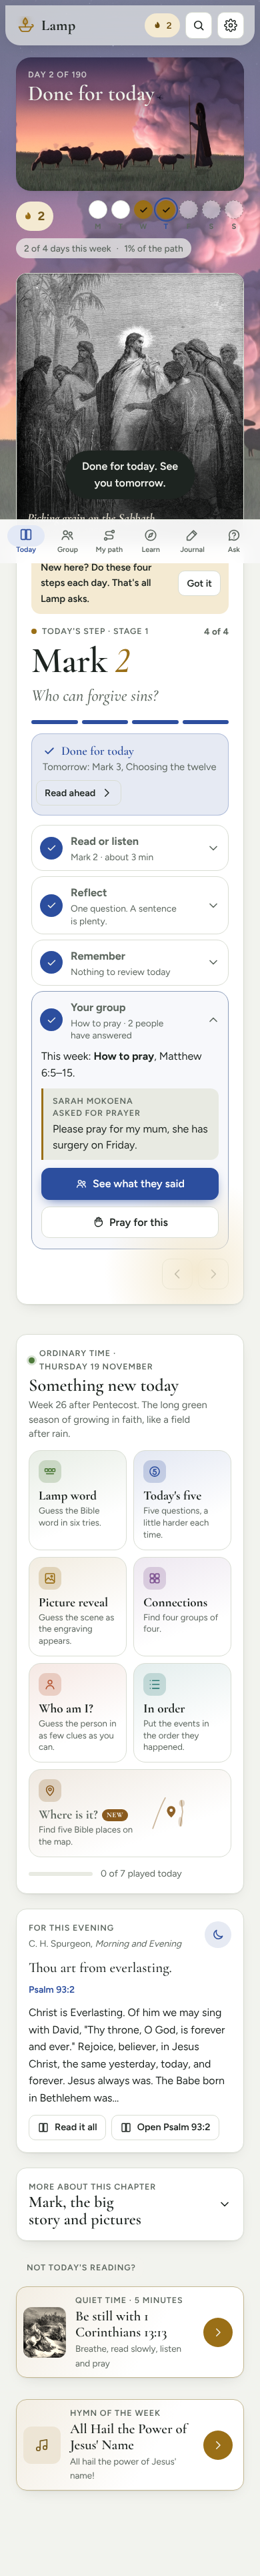 Lamp
2
DAY 2 OF 190
Done for today
2
M T W T F S S
2 of 4 days this week · 1% of the path
Done for today. See
you tomorrow.
Picking grain on the Sabbath
Today
Group
My path
Learn
Journal
Ask
New here? Do these four
steps each day. That's all
Lamp asks.
Got it
TODAY'S STEP · STAGE 1
4 of 4
Mark 2
Who can forgive sins?
Done for today
Tomorrow: Mark 3, Choosing the twelve
Read ahead
Read or listen
Mark 2 · about 3 min
Reflect
One question. A sentence
is plenty.
Remember
Nothing to review today
Your group
How to pray · 2 people
have answered
This week: How to pray, Matthew
6:5–15.
SARAH MOKOENA
ASKED FOR PRAYER
Please pray for my mum, she has
surgery on Friday.
See what they said
Pray for this
ORDINARY TIME ·
THURSDAY 19 NOVEMBER
Something new today
Week 26 after Pentecost. The long green
season of growing in faith, like a field
after rain.
Lamp word
Guess the Bible
word in six tries.
Today's five
Five questions, a
little harder each
time.
Picture reveal
Guess the scene as
the engraving
appears.
Connections
Find four groups of
four.
Who am I?
Guess the person in
as few clues as you
can.
In order
Put the events in
the order they
happened.
Where is it? NEW
Find five Bible places on
the map.
0 of 7 played today
FOR THIS EVENING
C. H. Spurgeon, Morning and Evening
Thou art from everlasting.
Psalm 93:2
Christ is Everlasting. Of him we may sing
with David, "Thy throne, O God, is forever
and ever." Rejoice, believer, in Jesus
Christ, the same yesterday, today, and
forever. Jesus always was. The Babe born
in Bethlehem was...
Read it all
Open Psalm 93:2
MORE ABOUT THIS CHAPTER
Mark, the big
story and pictures
NOT TODAY'S READING?
QUIET TIME · 5 MINUTES
Be still with 1
Corinthians 13:13
Breathe, read slowly, listen
and pray
HYMN OF THE WEEK
All Hail the Power of
Jesus' Name
All hail the power of Jesus'
name!